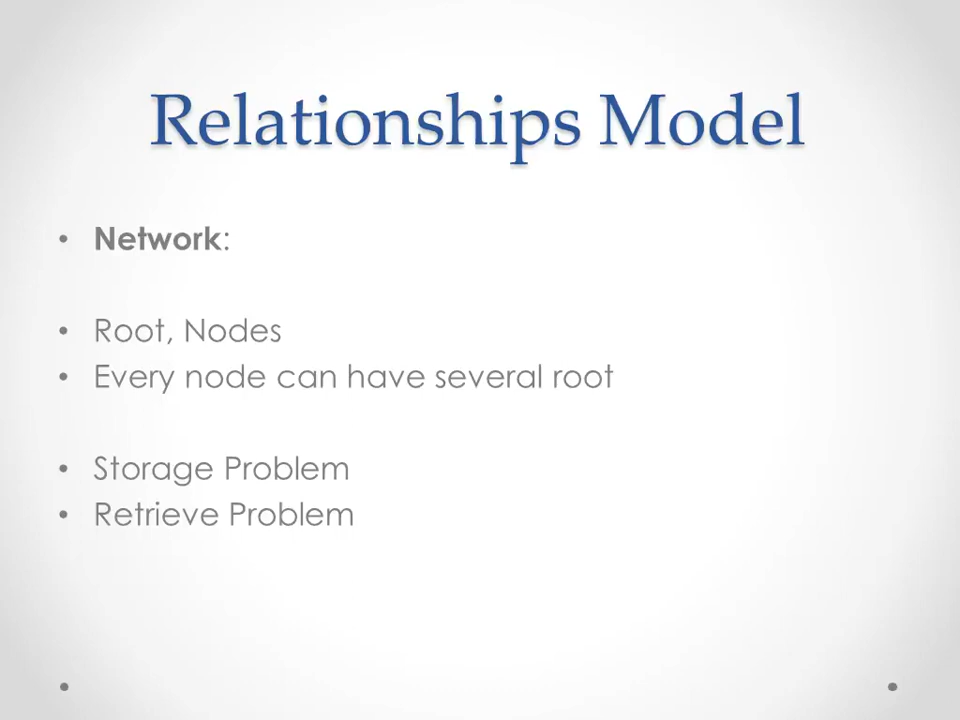 Relationships Model
• Network:
• Root, Nodes
• Every node can have several root
• Storage Problem
• Retrieve Problem